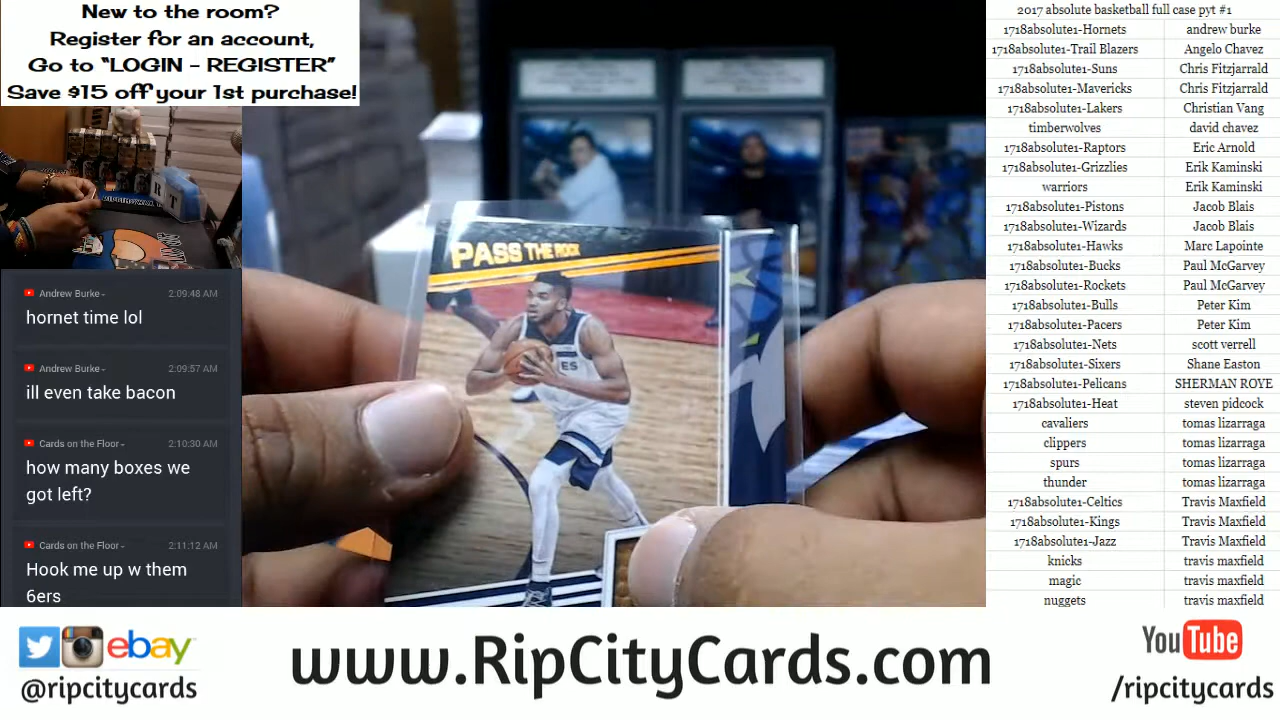 New to the room?
Register for an account,
Go to “LOGIN - REGISTER”
Save $15 off your 1st purchase!
Andrew Burke
2:09:48 AM
hornet time lol
Andrew Burke
2:09:57 AM
ill even take bacon
Cards on the Floor
2:10:30 AM
how many boxes we
got left?
Cards on the Floor
2:11:12 AM
Hook me up w them
6ers
PASS THE ROCK
ES
2017 absolute basketball full case pyt #1
1718absolute1-Hornets andrew burke
1718absolute1-Trail Blazers Angelo Chavez
1718absolute1-Suns Chris Fitzjarrald
1718absolute1-Mavericks Chris Fitzjarrald
1718absolute1-Lakers Christian Vang
timberwolves david chavez
1718absolute1-Raptors Eric Arnold
1718absolute1-Grizzlies Erik Kaminski
warriors Erik Kaminski
1718absolute1-Pistons Jacob Blais
1718absolute1-Wizards Jacob Blais
1718absolute1-Hawks Marc Lapointe
1718absolute1-Bucks Paul McGarvey
1718absolute1-Rockets Paul McGarvey
1718absolute1-Bulls Peter Kim
1718absolute1-Pacers Peter Kim
1718absolute1-Nets scott verrell
1718absolute1-Sixers Shane Easton
1718absolute1-Pelicans SHERMAN ROYE
1718absolute1-Heat steven pidcock
cavaliers tomas lizarraga
clippers tomas lizarraga
spurs tomas lizarraga
thunder tomas lizarraga
1718absolute1-Celtics Travis Maxfield
1718absolute1-Kings Travis Maxfield
1718absolute1-Jazz Travis Maxfield
knicks travis maxfield
magic travis maxfield
nuggets travis maxfield
ebay
@ripcitycards
www.RipCityCards.com
YouTube
/ripcitycards